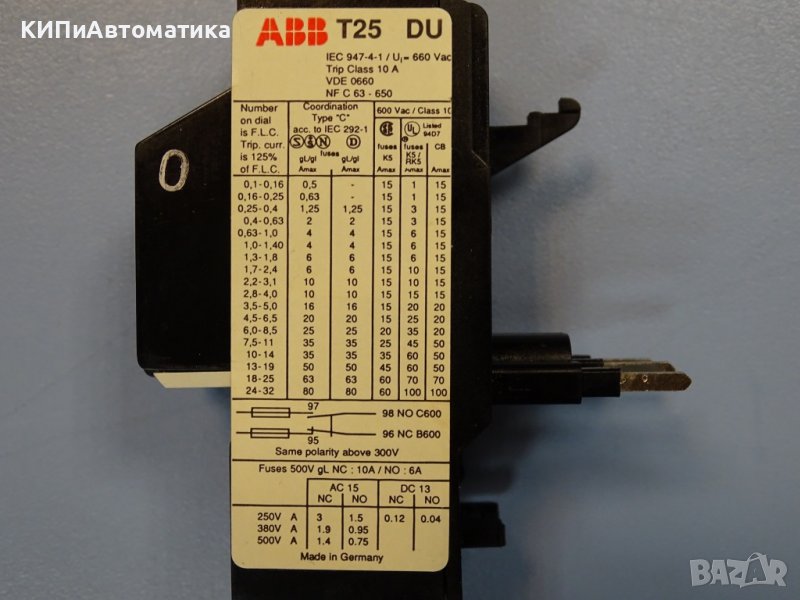 КИПиАвтоматика
ABB T25 DU
IEC 947-4-1 / Ui= 660 Vac
Trip Class 10 A
VDE 0660
NF C 63 - 650
Number on dial is F.L.C. Trip. curr. is 125% of F.L.C.
Coordination Type "C" acc. to IEC 292-1
fuses
gL/gl Amax
gL/gl Amax
600 Vac / Class 10
fuses K5 Amax
UL Listed 94D7
fuses K5 / RK5 Amax
CB Amax
0,1-0,16 0,5 - 15 1 15
0,16-0,25 0,63 - 15 1 15
0,25-0,4 1,25 1,25 15 3 15
0,4-0,63 2 2 15 3 15
0,63-1,0 4 4 15 6 15
1,0-1,40 4 4 15 6 15
1,3-1,8 6 6 15 6 15
1,7-2,4 6 6 15 10 15
2,2-3,1 10 10 15 10 15
2,8-4,0 10 10 15 15 15
3,5-5,0 16 16 15 20 20
4,5-6,5 20 20 15 25 20
6,0-8,5 25 25 20 35 20
7,5-11 35 35 25 45 50
10-14 35 35 35 60 50
13-19 50 50 45 60 50
18-25 63 63 60 70 70
24-32 80 80 60 100 100
97
98 NO C600
96 NC B600
95
Same polarity above 300V
Fuses 500V gL NC : 10A / NO : 6A
AC 15 DC 13
NC NO NC NO
250V A 3 1.5 0.12 0.04
380V A 1.9 0.95
500V A 1.4 0.75
Made in Germany
0
BAZAR